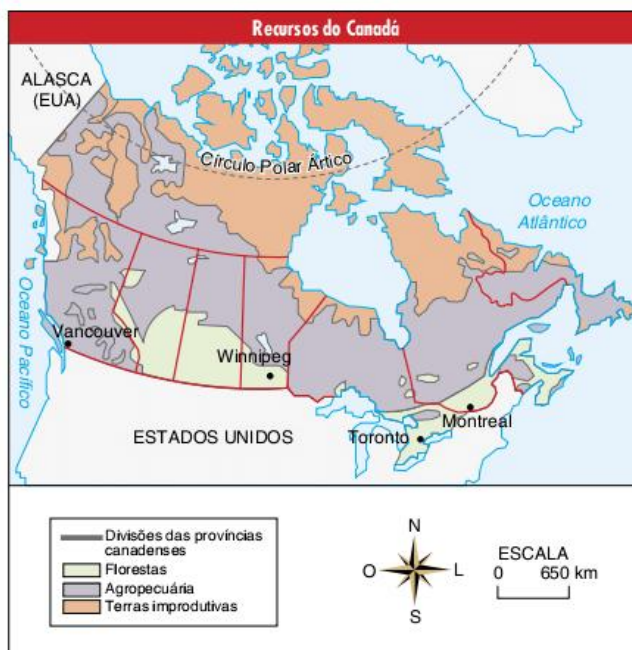 Recursos do Canadá
ALASCA
(EUA)
Círculo Polar Ártico
Oceano
Atlântico
Oceano Pacífico
Vancouver
Winnipeg
Montreal
Toronto
ESTADOS UNIDOS
Divisões das províncias
canadenses
Florestas
Agropecuária
Terras improdutivas
N
O
L
S
ESCALA
0 650 km